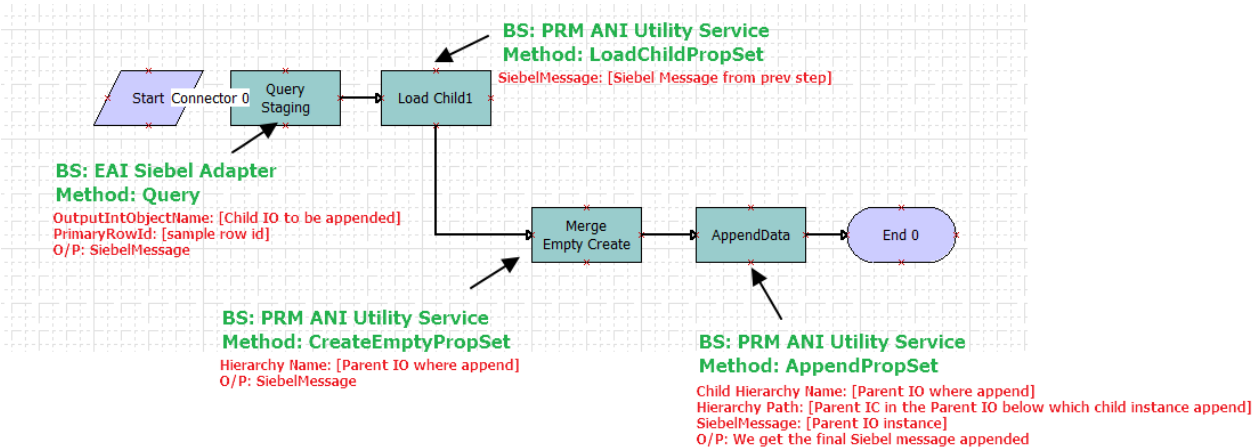 BS: PRM ANI Utility Service
Method: LoadChildPropSet
SiebelMessage: [Siebel Message from prev step]
Start
Connector 0
Query
Staging
Load Child1
BS: EAI Siebel Adapter
Method: Query
OutputIntObjectName: [Child IO to be appended]
PrimaryRowId: [sample row id]
O/P: SiebelMessage
Merge
Empty Create
AppendData
End 0
BS: PRM ANI Utility Service
Method: CreateEmptyPropSet
Hierarchy Name: [Parent IO where append]
O/P: SiebelMessage
BS: PRM ANI Utility Service
Method: AppendPropSet
Child Hierarchy Name: [Parent IO where append]
Hierarchy Path: [Parent IC in the Parent IO below which child instance append]
SiebelMessage: [Parent IO instance]
O/P: We get the final Siebel message appended